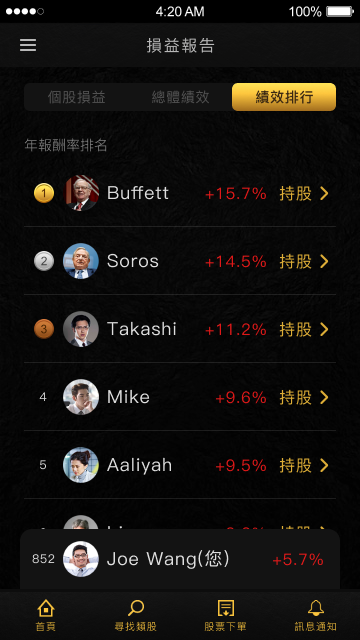 4:20 AM
100%
損益報告
個股損益
總體績效
績效排行
年報酬率排名
1 Buffett +15.7% 持股
2 Soros +14.5% 持股
3 Takashi +11.2% 持股
4 Mike +9.6% 持股
5 Aaliyah +9.5% 持股
852 Joe Wang(您) +5.7%
首頁
尋找類股
股票下單
訊息通知